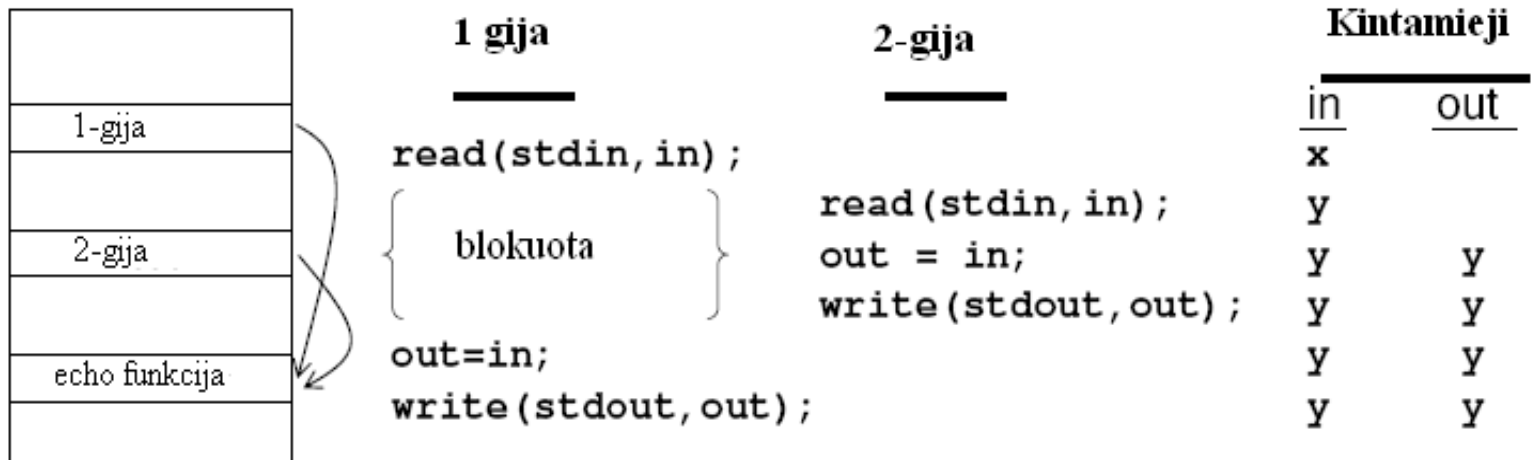 1 gija
2-gija
Kintamieji
in out
1-gija
read(stdin,in);
x
read(stdin,in);
y
2-gija
blokuota
out = in;
y y
write(stdout,out);
y y
echo funkcija
out=in;
y y
write(stdout,out);
y y